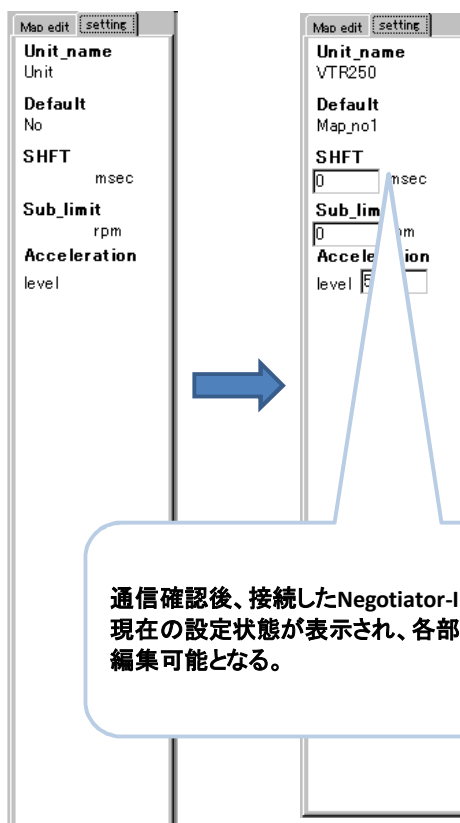 Map edit setting
Unit_name
Unit
Default
No
SHFT
msec
Sub_limit
rpm
Acceleration
level
Map edit setting
Unit_name
VTR250
Default
Map_no1
SHFT
0 msec
Sub_lim
0 pm
Accele ion
level 5
通信確認後、接続したNegotiator-I
現在の設定状態が表示され、各部
編集可能となる。